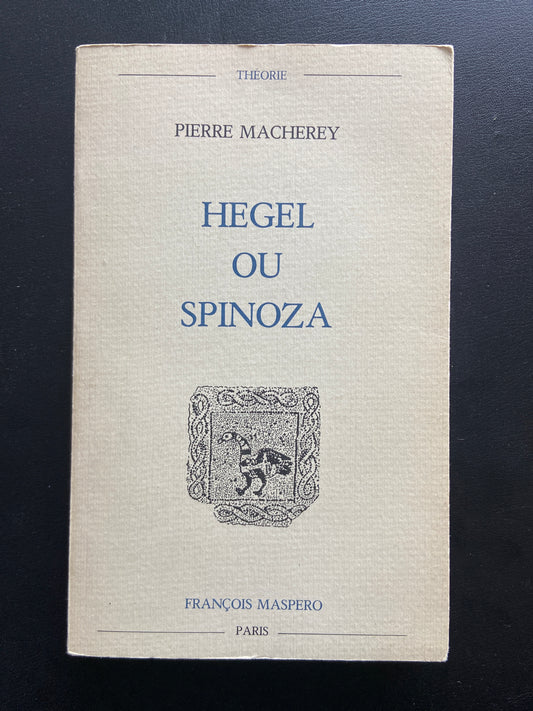 THÉORIE
PIERRE MACHEREY
HEGEL
OU
SPINOZA
FRANÇOIS MASPERO
PARIS